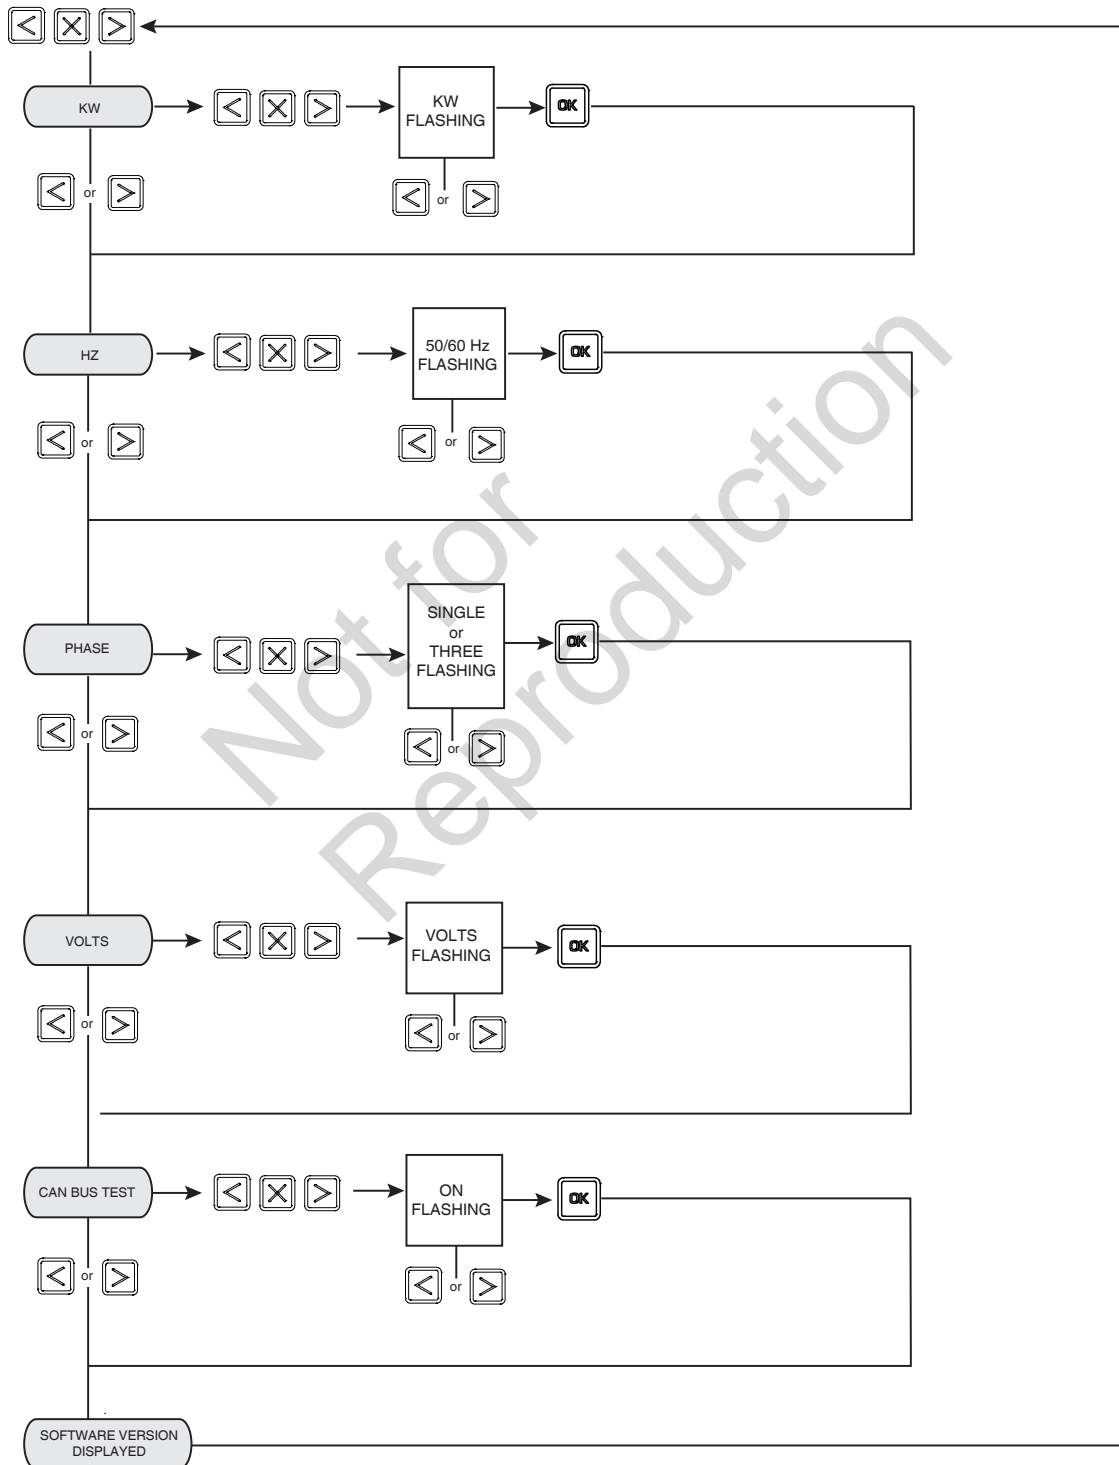 KW
KW
FLASHING
OK
or
or
HZ
50/60 Hz
FLASHING
OK
or
or
PHASE
SINGLE
or
THREE
FLASHING
OK
or
or
VOLTS
VOLTS
FLASHING
OK
or
or
CAN BUS TEST
ON
FLASHING
OK
or
or
SOFTWARE VERSION
DISPLAYED
Not for
Reproduction